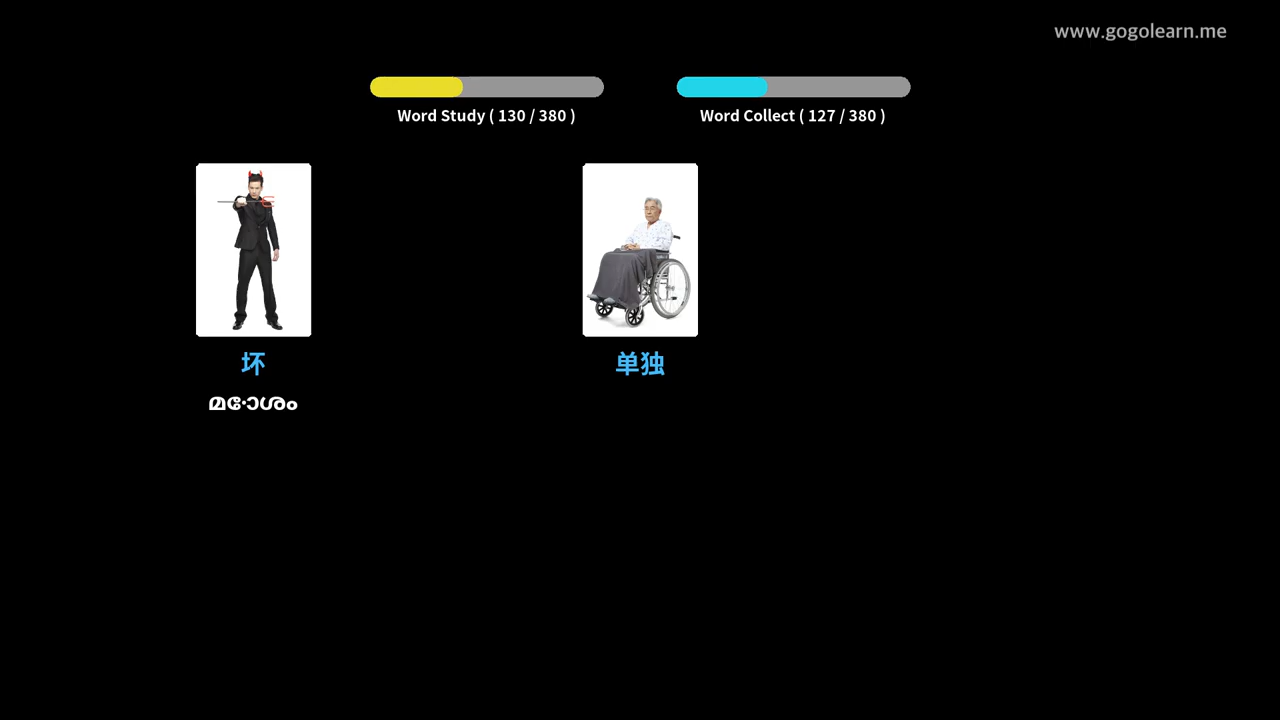 www.gogolearn.me
Word Study ( 130 / 380 )
Word Collect ( 127 / 380 )
坏
单独
മോശം